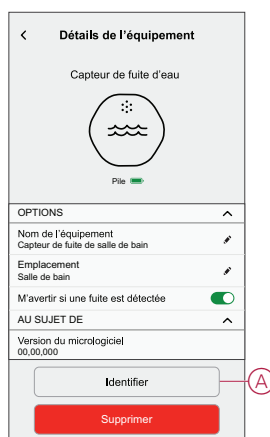 Détails de l'équipement
Capteur de fuite d'eau
Pile
OPTIONS
Nom de l'équipement
Capteur de fuite de salle de bain
Emplacement
Salle de bain
M'avertir si une fuite est détectée
AU SUJET DE
Version du micrologiciel
00,00,000
Identifier
A
Supprimer